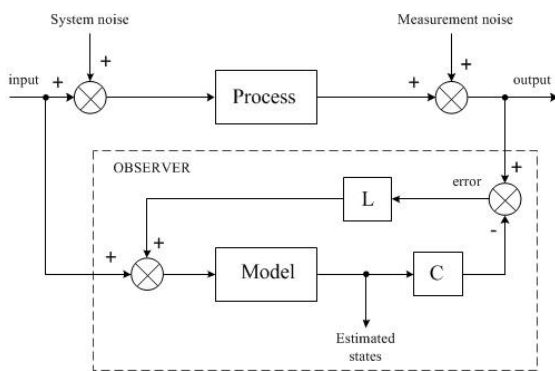 System noise
Measurement noise
input
+
+
Process
+
+
output
OBSERVER
+
error
L
+
-
+
Model
C
Estimated
states